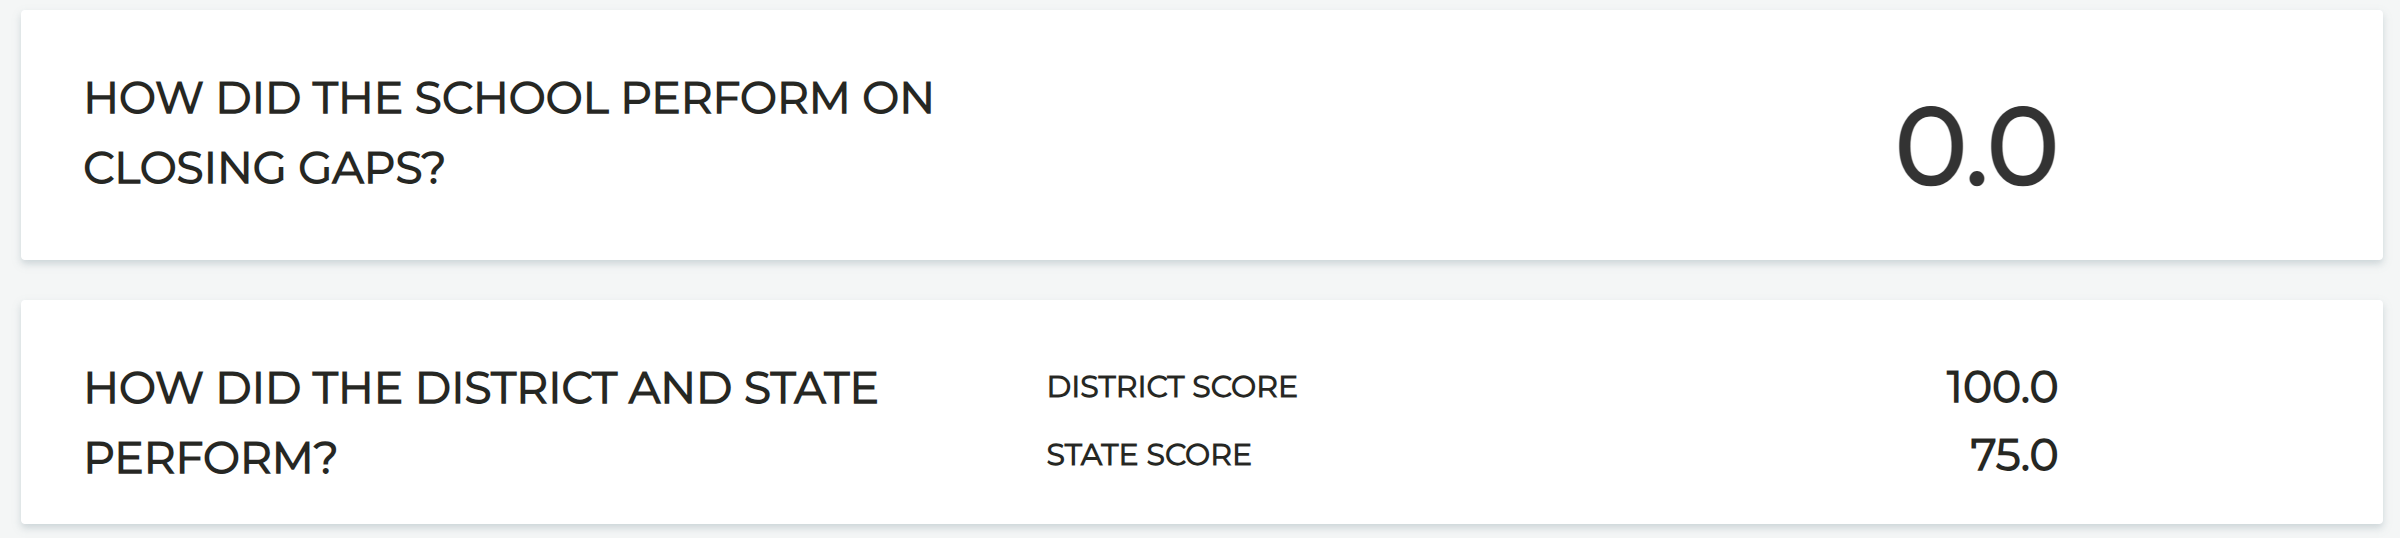 HOW DID THE SCHOOL PERFORM ON
CLOSING GAPS?
0.0
HOW DID THE DISTRICT AND STATE
PERFORM?
DISTRICT SCORE 100.0
STATE SCORE 75.0